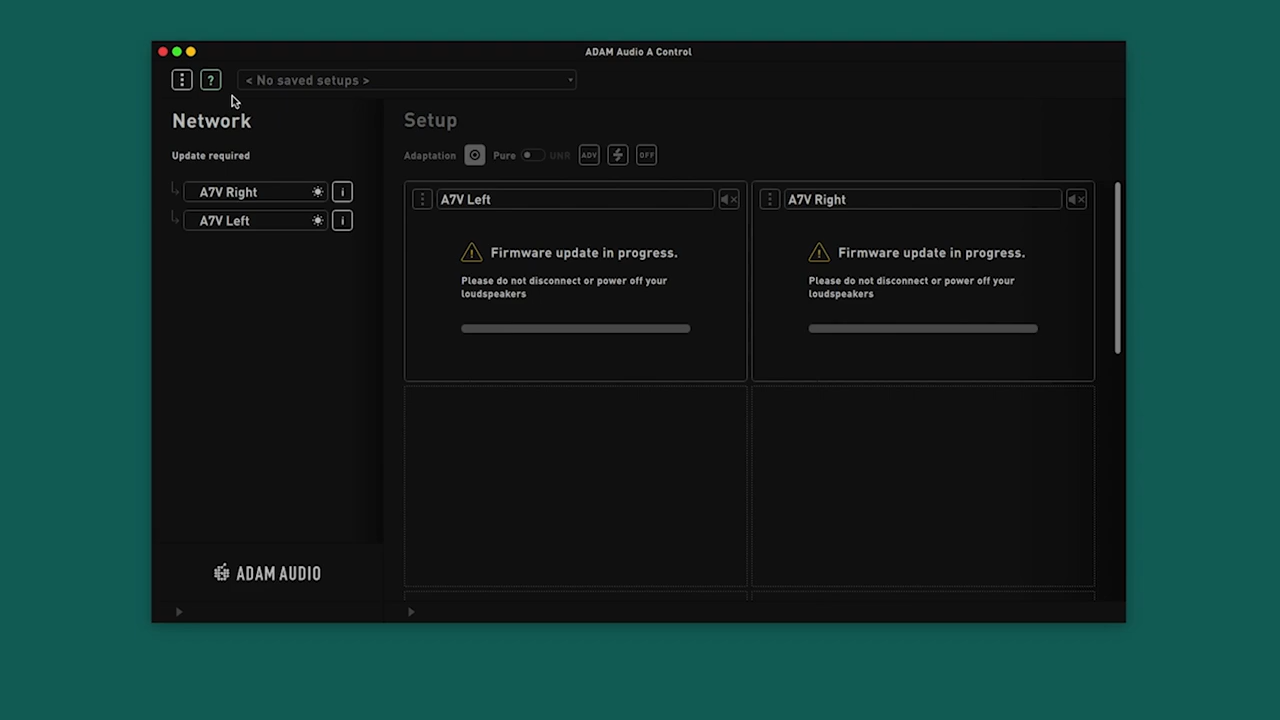 ADAM Audio A Control
? < No saved setups >
Network
Update required
A7V Right i
A7V Left i
ADAM AUDIO
Setup
Adaptation Pure UNR ADV OFF
A7V Left
Firmware update in progress.
Please do not disconnect or power off your
loudspeakers
A7V Right
Firmware update in progress.
Please do not disconnect or power off your
loudspeakers